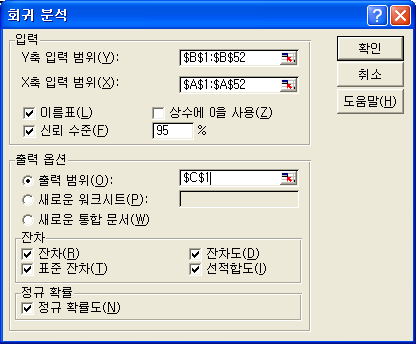 회귀 분석
입력
Y축 입력 범위(Y): $B$1:$B$52
X축 입력 범위(X): $A$1:$A$52
이름표(L) 상수에 0을 사용(Z)
신뢰 수준(F) 95 %
확인
취소
도움말(H)
출력 옵션
출력 범위(O): $C$1
새로운 워크시트(P):
새로운 통합 문서(W)
잔차
잔차(R) 잔차도(D)
표준 잔차(T) 선적합도(I)
정규 확률
정규 확률도(N)